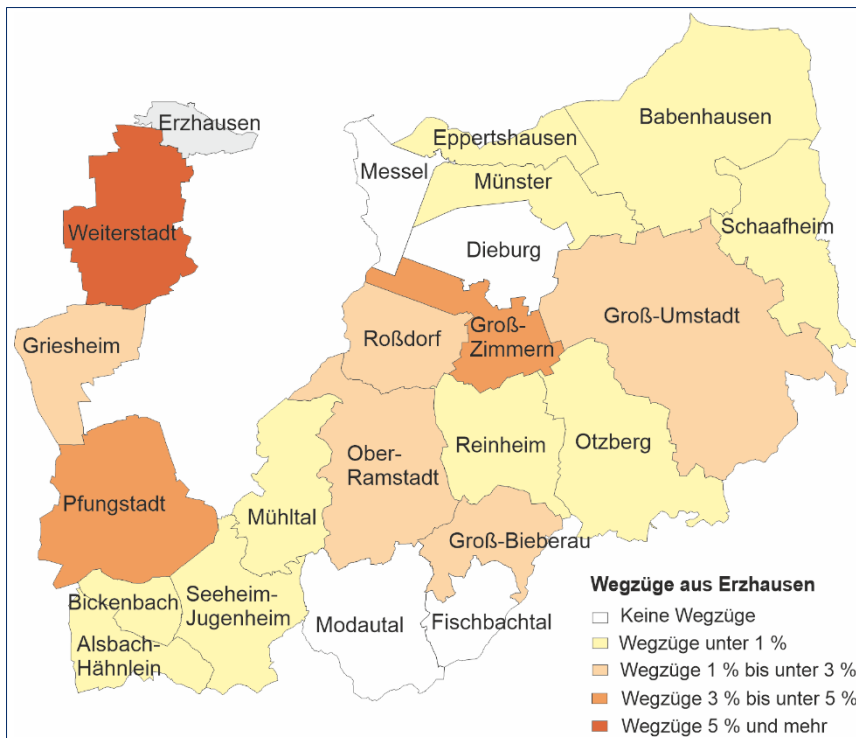 Erzhausen
Babenhausen
Eppertshausen
Messel
Münster
Schaafheim
Weiterstadt
Dieburg
Groß-Umstadt
Griesheim
Roßdorf
Groß-
Zimmern
Reinheim
Otzberg
Ober-
Ramstadt
Pfungstadt
Mühltal
Groß-Bieberau
Bickenbach
Seeheim-
Jugenheim
Alsbach-
Hähnlein
Modautal
Fischbachtal
Wegzüge aus Erzhausen
Keine Wegzüge
Wegzüge unter 1 %
Wegzüge 1 % bis unter 3 %
Wegzüge 3 % bis unter 5 %
Wegzüge 5 % und mehr